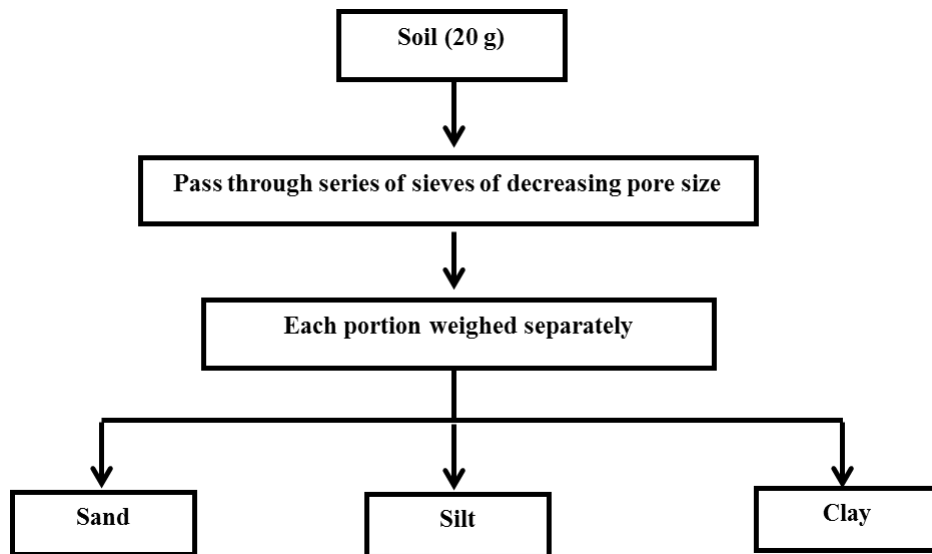 Soil (20 g)
Pass through series of sieves of decreasing pore size
Each portion weighed separately
Sand
Silt
Clay